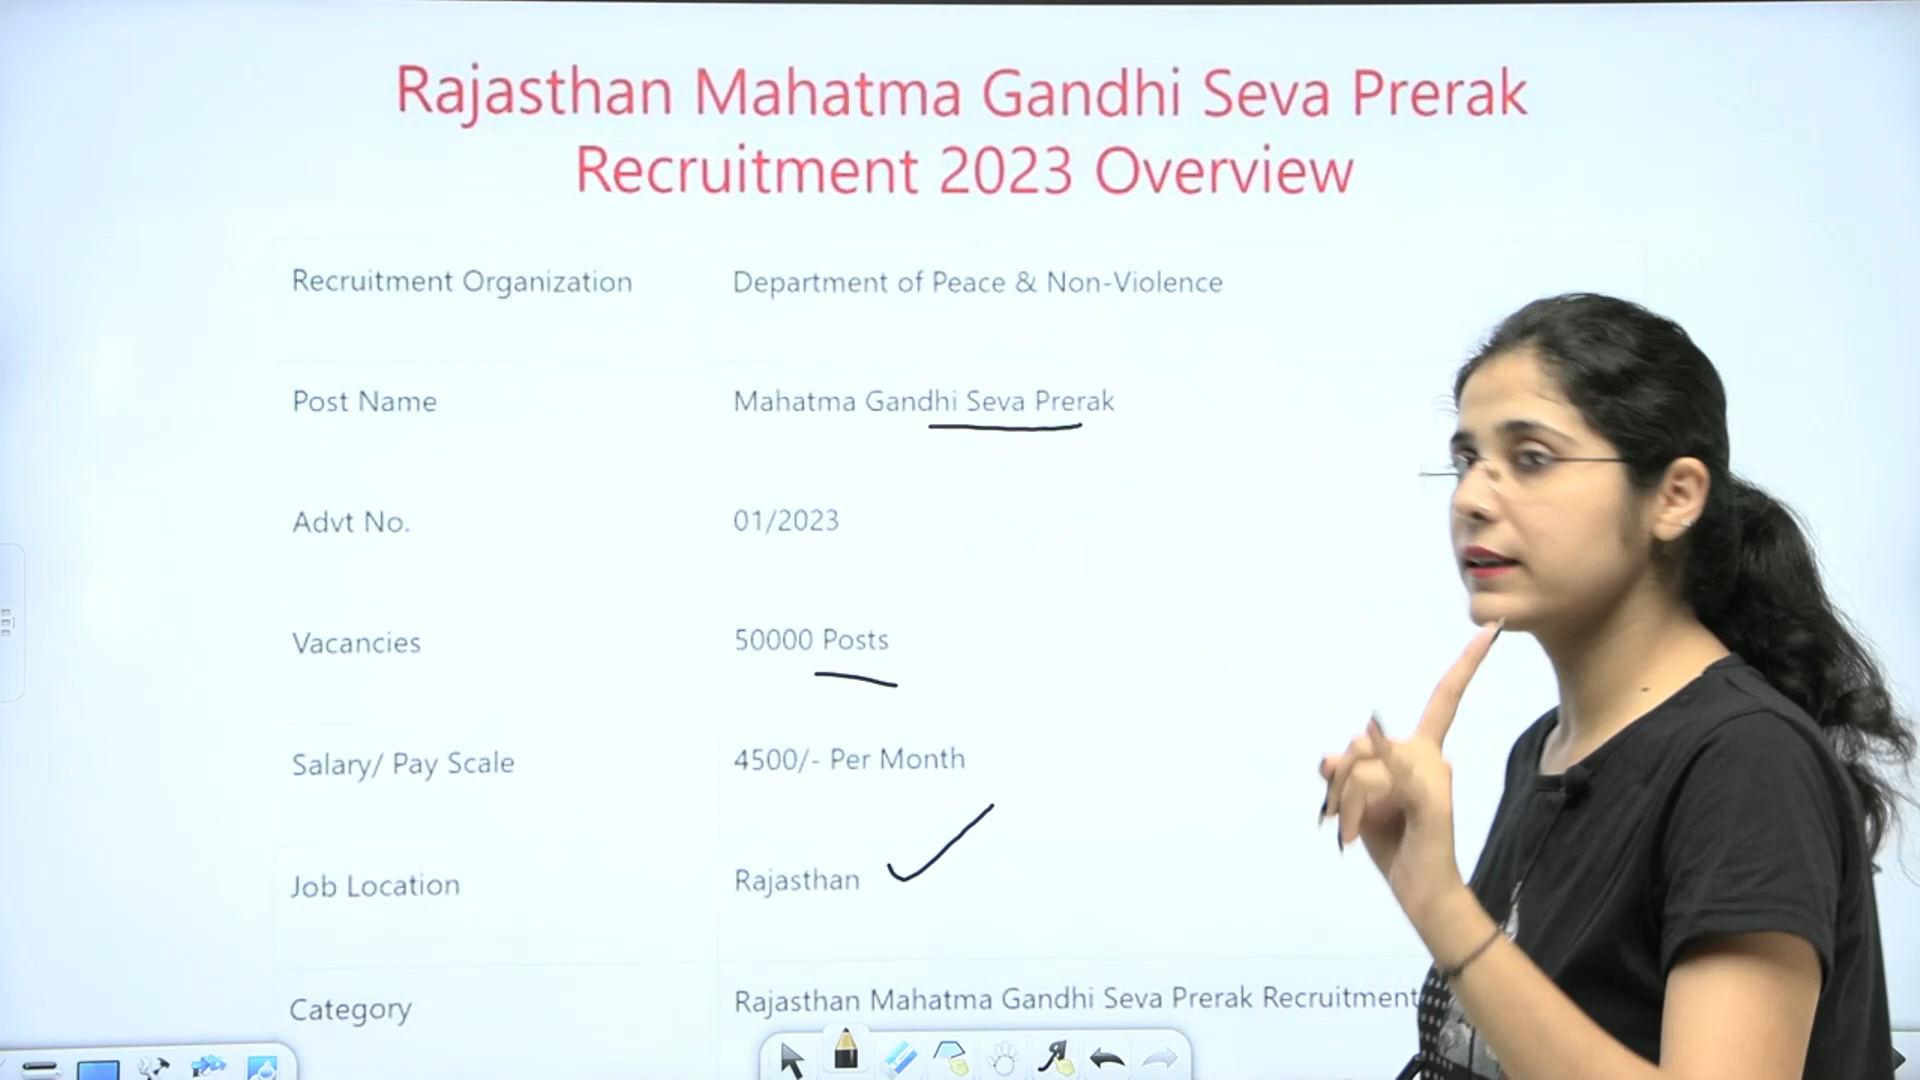 Rajasthan Mahatma Gandhi Seva Prerak
Recruitment 2023 Overview
Recruitment Organization Department of Peace & Non-Violence
Post Name Mahatma Gandhi Seva Prerak
Advt No. 01/2023
Vacancies 50000 Posts
Salary/ Pay Scale 4500/- Per Month
Job Location Rajasthan
Category Rajasthan Mahatma Gandhi Seva Prerak Recruitment